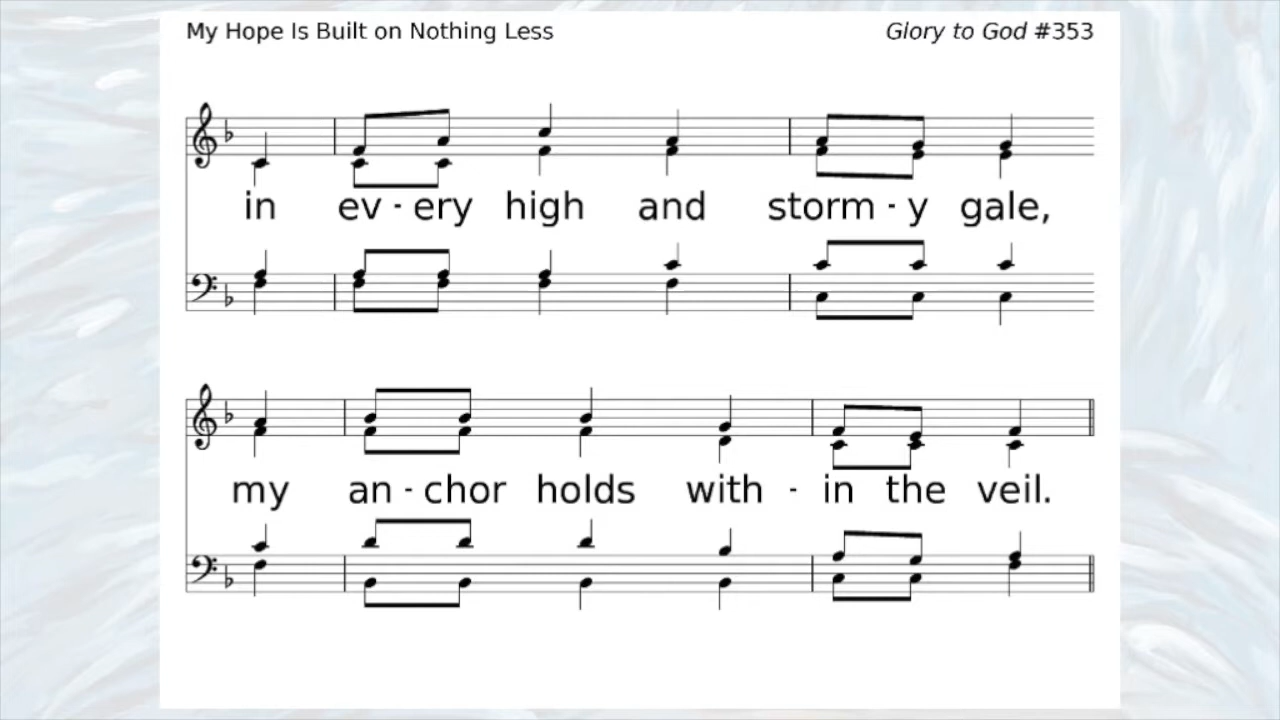 My Hope Is Built on Nothing Less Glory to God #353
in ev - ery high and storm - y gale,
my an - chor holds with - in the veil.